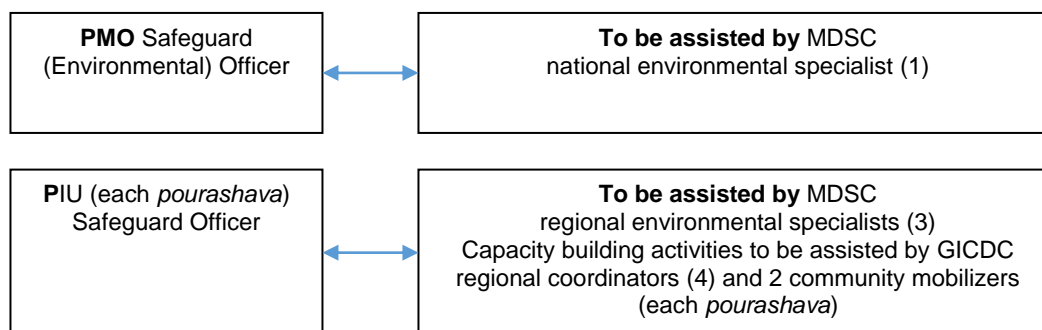 PMO Safeguard
(Environmental) Officer
To be assisted by MDSC
national environmental specialist (1)
PIU (each pourashava)
Safeguard Officer
To be assisted by MDSC
regional environmental specialists (3)
Capacity building activities to be assisted by GICDC
regional coordinators (4) and 2 community mobilizers
(each pourashava)